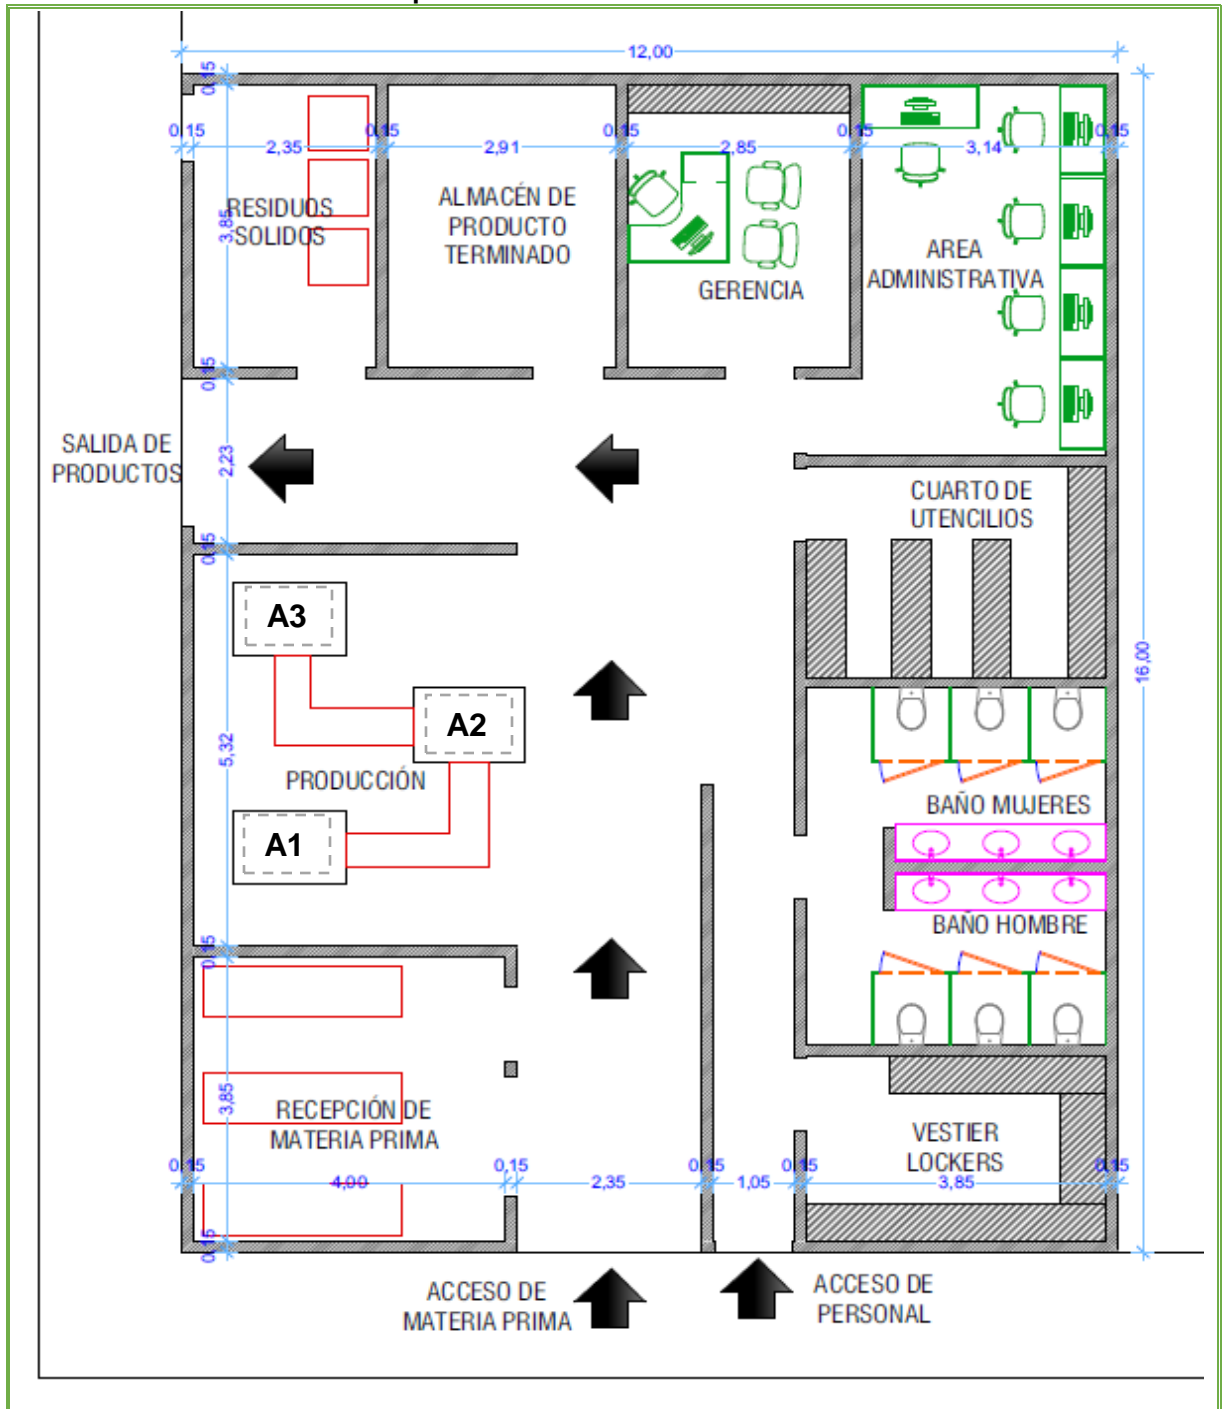 12,00
0,15
0,15
0,15
0,15
0,15
0,15
2,35
2,91
2,85
3,14
RESIDUOS
SOLIDOS
3,85
ALMACÉN DE
PRODUCTO
TERMINADO
GERENCIA
AREA
ADMINISTRATIVA
0,15
SALIDA DE
PRODUCTOS
2,23
CUARTO DE
UTENCILIOS
0,15
A3
16,00
A2
5,32
PRODUCCIÓN
A1
BAÑO MUJERES
BAÑO HOMBRE
0,15
3,85
RECEPCIÓN DE
MATERIA PRIMA
VESTIER
LOCKERS
0,15
0,15
0,15
0,15
0,15
4,00
2,35
1,05
3,85
0,15
ACCESO DE
MATERIA PRIMA
ACCESO DE
PERSONAL